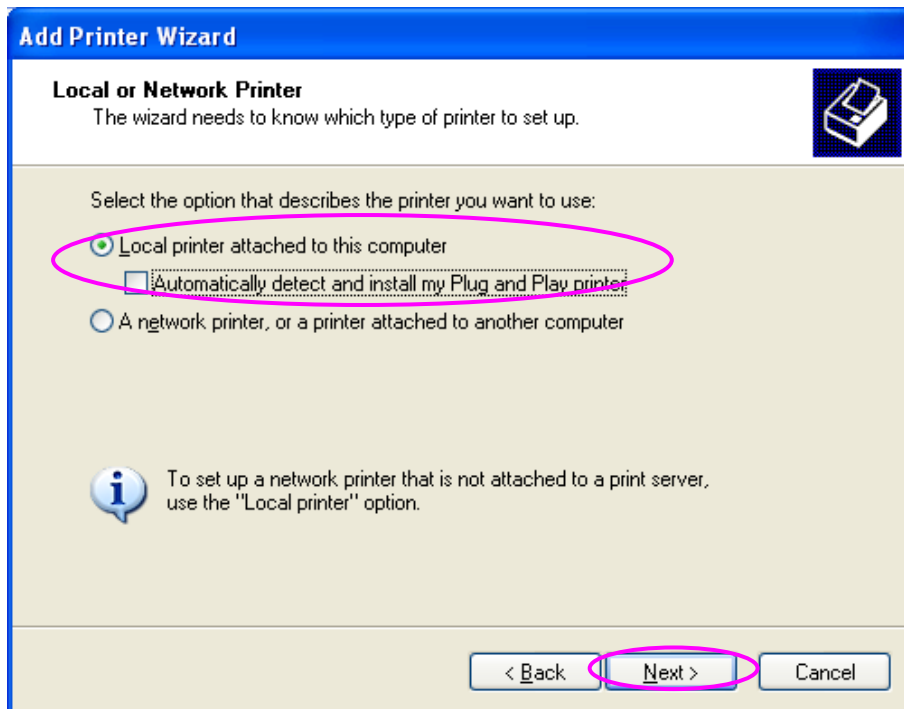 Add Printer Wizard
Local or Network Printer
The wizard needs to know which type of printer to set up.
Select the option that describes the printer you want to use:
Local printer attached to this computer
Automatically detect and install my Plug and Play printer
A network printer, or a printer attached to another computer
To set up a network printer that is not attached to a print server,
use the "Local printer" option.
< Back
Next >
Cancel